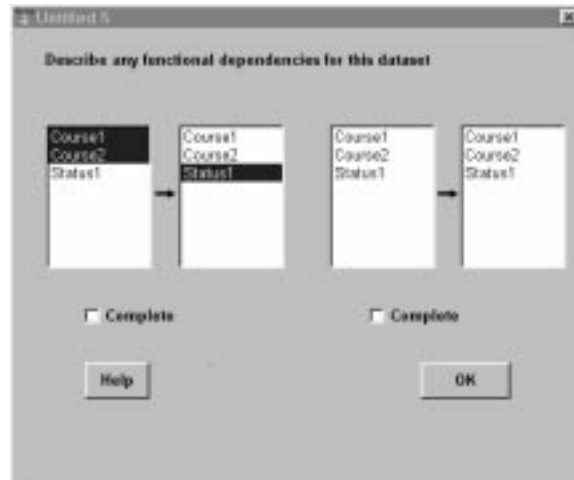 Untitled 5
Describe any functional dependencies for this dataset
Course1 Course1 Course1 Course1
Course2 Course2 Course2 Course2
Status1 Status1 Status1 Status1
Complete Complete
Help OK